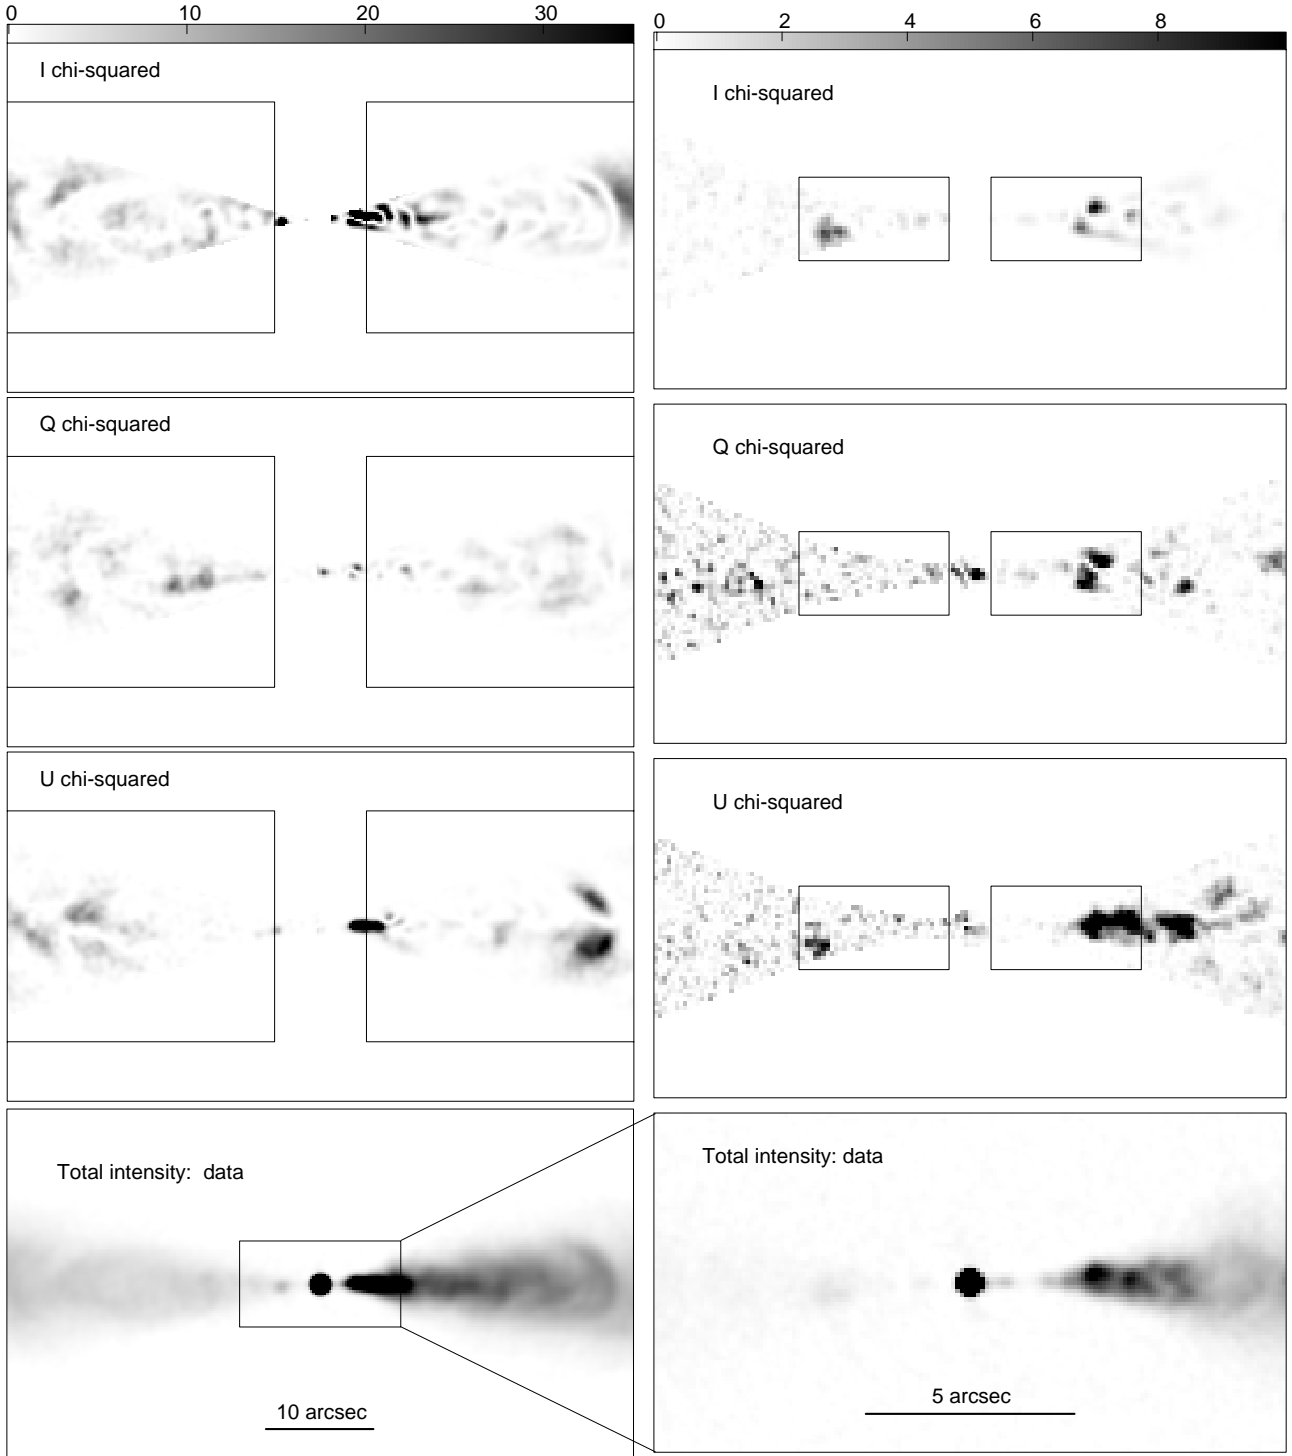 0 10 20 30
0 2 4 6 8
I chi-squared
I chi-squared
Q chi-squared
Q chi-squared
U chi-squared
U chi-squared
Total intensity: data
Total intensity: data
10 arcsec
5 arcsec